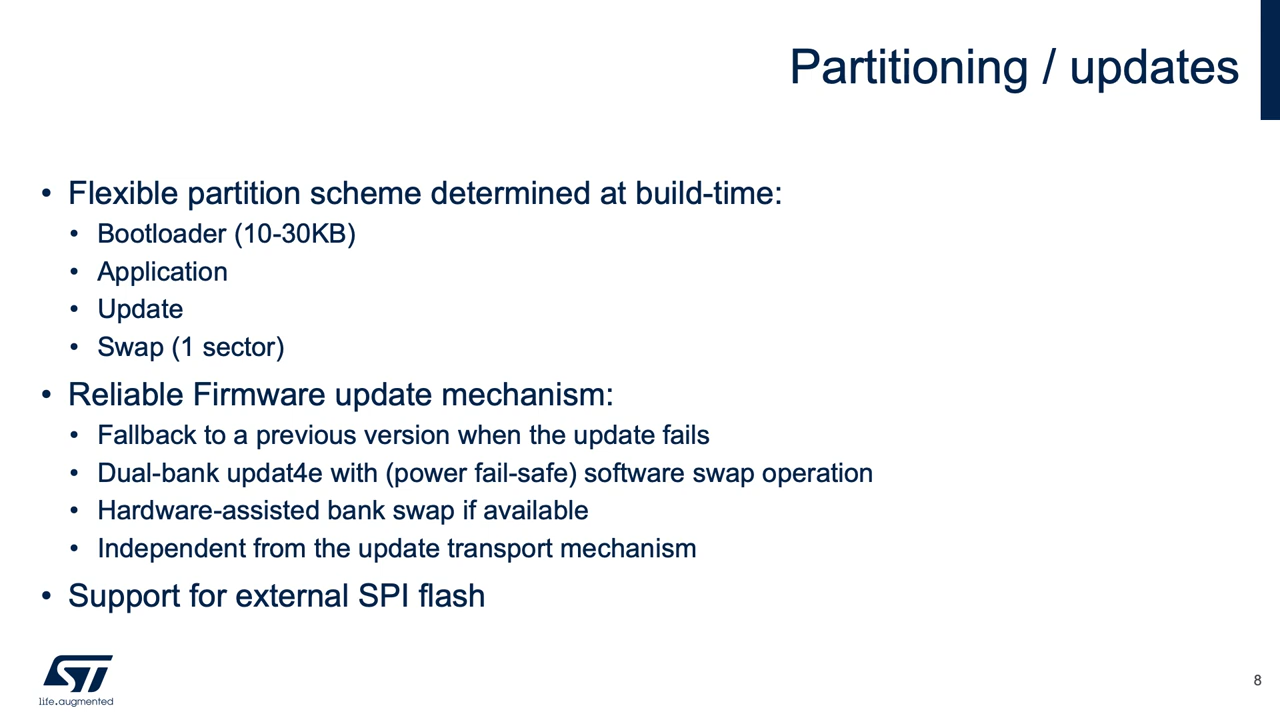 Partitioning / updates
• Flexible partition scheme determined at build-time:
• Bootloader (10-30KB)
• Application
• Update
• Swap (1 sector)
• Reliable Firmware update mechanism:
• Fallback to a previous version when the update fails
• Dual-bank updat4e with (power fail-safe) software swap operation
• Hardware-assisted bank swap if available
• Independent from the update transport mechanism
• Support for external SPI flash
ST
life.augmented
8